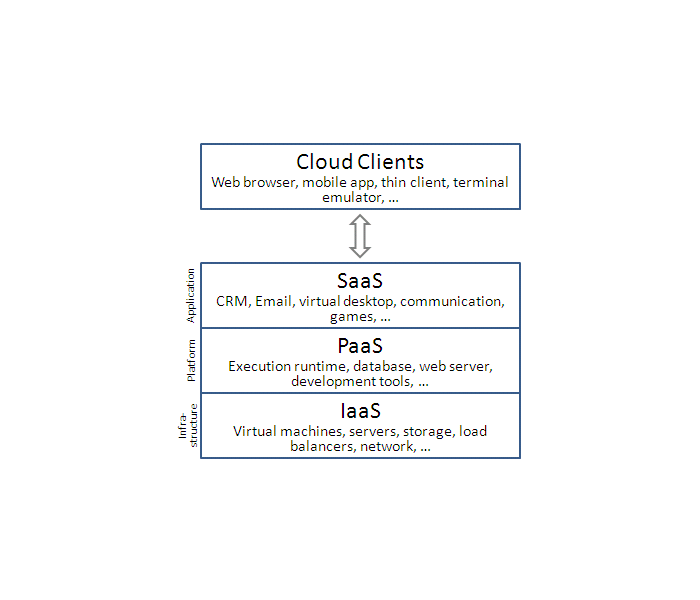 Cloud Clients
Web browser, mobile app, thin client, terminal
emulator, ...
Application
SaaS
CRM, Email, virtual desktop, communication,
games, ...
Platform
PaaS
Execution runtime, database, web server,
development tools, ...
Infra-
structure
IaaS
Virtual machines, servers, storage, load
balancers, network, ...